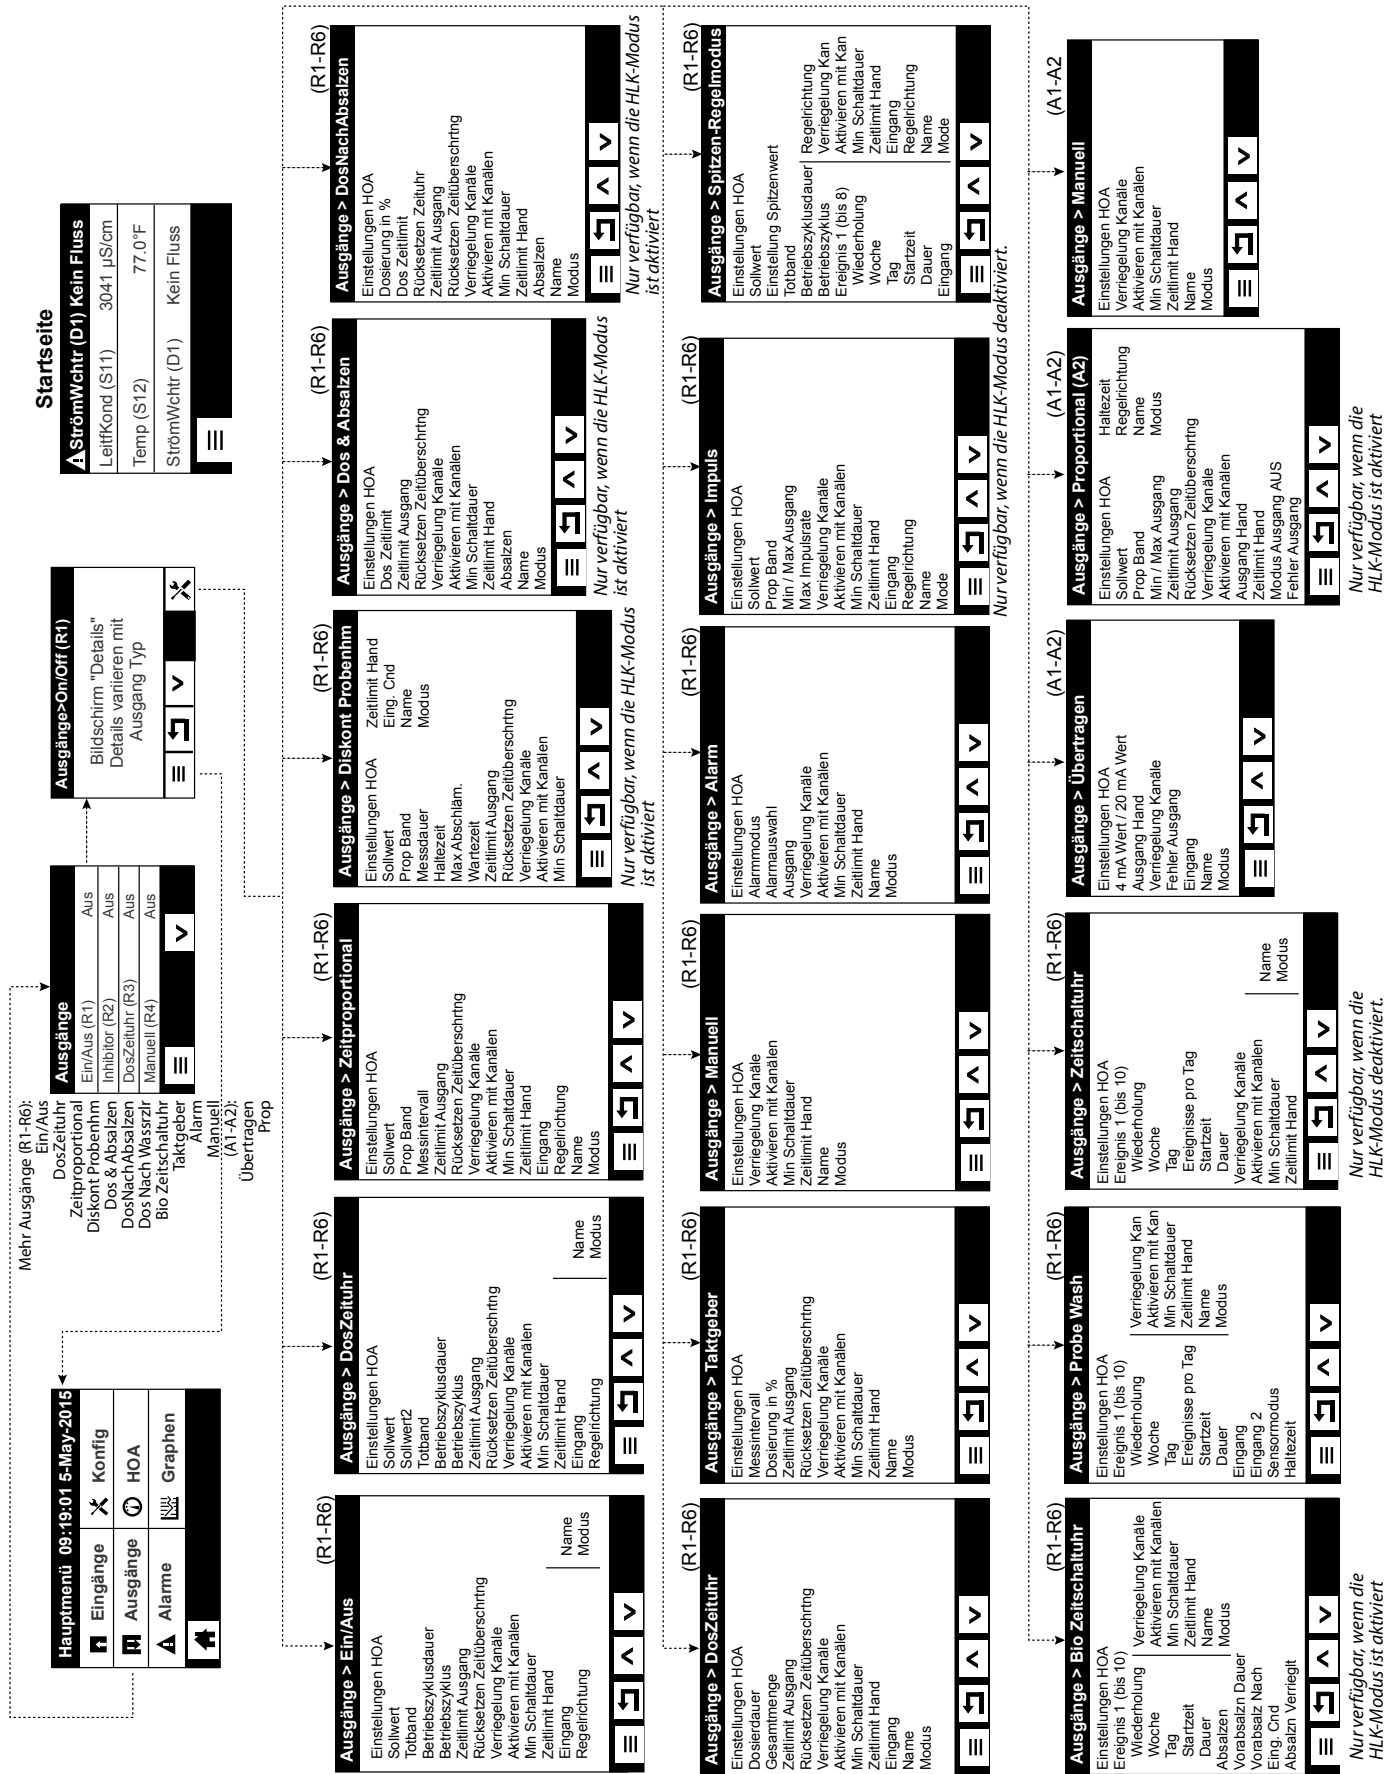 Hauptmenü  09:19:01 5-May-2015
Eingänge
Konfig
Ausgänge
HOA
Alarme
Graphen
Mehr Ausgänge (R1-R6):
Ein/Aus
DosZeituhr
Zeitproportional
Diskont Probenhm
Dos & Absalzen
DosNachAbsalzen
Dos Nach Wassrzlr
Bio Zeitschaltuhr
Taktgeber
Alarm
Manuell
(A1-A2):
Übertragen
Prop
Ausgänge
Ein/Aus (R1) Aus
Inhibitor (R2) Aus
DosZeituhr (R3) Aus
Manuell (R4) Aus
Ausgänge>On/Off (R1)
Bildschirm "Details"
Details variieren mit
Ausgang Typ
Startseite
StrömWchtr (D1) Kein Fluss
LeitfKond (S11) 3041 µS/cm
Temp (S12) 77.0°F
StrömWchtr (D1) Kein Fluss
(R1-R6)
Ausgänge > Ein/Aus
Einstellungen HOA
Sollwert
Totband
Betriebszyklusdauer
Betriebszyklus
Zeitlimit Ausgang
Rücksetzen Zeitüberschrtng
Verriegelung Kanäle
Aktivieren mit Kanälen
Min Schaltdauer
Zeitlimit Hand
Eingang
Regelrichtung
Name
Modus
(R1-R6)
Ausgänge > DosZeituhr
Einstellungen HOA
Sollwert
Sollwert2
Totband
Betriebszyklusdauer
Betriebszyklus
Zeitlimit Ausgang
Rücksetzen Zeitüberschrtng
Verriegelung Kanäle
Aktivieren mit Kanälen
Min Schaltdauer
Zeitlimit Hand
Eingang
Regelrichtung
Name
Modus
(R1-R6)
Ausgänge > Zeitproportional
Einstellungen HOA
Sollwert
Prop Band
Messintervall
Zeitlimit Ausgang
Rücksetzen Zeitüberschrtng
Verriegelung Kanäle
Aktivieren mit Kanälen
Min Schaltdauer
Zeitlimit Hand
Eingang
Regelrichtung
Name
Modus
(R1-R6)
Ausgänge > Diskont Probenhm
Einstellungen HOA
Sollwert
Prop Band
Messdauer
Haltezeit
Max Abschläm.
Wartezeit
Zeitlimit Ausgang
Rücksetzen Zeitüberschrtng
Verriegelung Kanäle
Aktivieren mit Kanälen
Min Schaltdauer
Zeitlimit Hand
Eing. Cnd
Name
Modus
Nur verfügbar, wenn die HLK-Modus
ist aktiviert
(R1-R6)
Ausgänge > Dos & Absalzen
Einstellungen HOA
Dos Zeitlimit
Zeitlimit Ausgang
Rücksetzen Zeitüberschrtng
Verriegelung Kanäle
Aktivieren mit Kanälen
Min Schaltdauer
Zeitlimit Hand
Absalzen
Name
Modus
Nur verfügbar, wenn die HLK-Modus
ist aktiviert
(R1-R6)
Ausgänge > DosNachAbsalzen
Einstellungen HOA
Dosierung in %
Dos Zeitlimit
Rücksetzen Zeituhr
Zeitlimit Ausgang
Rücksetzen Zeitüberschrtng
Verriegelung Kanäle
Aktivieren mit Kanälen
Min Schaltdauer
Zeitlimit Hand
Absalzen
Name
Modus
Nur verfügbar, wenn die HLK-Modus
ist aktiviert
(R1-R6)
Ausgänge > DosZeituhr
Einstellungen HOA
Dosierdauer
Gesamtmenge
Zeitlimit Ausgang
Rücksetzen Zeitüberschrtng
Verriegelung Kanäle
Aktivieren mit Kanälen
Min Schaltdauer
Zeitlimit Hand
Eingang
Name
Modus
(R1-R6)
Ausgänge > Taktgeber
Einstellungen HOA
Messintervall
Dosierung in %
Zeitlimit Ausgang
Rücksetzen Zeitüberschrtng
Verriegelung Kanäle
Aktivieren mit Kanälen
Min Schaltdauer
Zeitlimit Hand
Name
Modus
(R1-R6)
Ausgänge > Manuell
Einstellungen HOA
Verriegelung Kanäle
Aktivieren mit Kanälen
Min Schaltdauer
Zeitlimit Hand
Name
Modus
(R1-R6)
Ausgänge > Alarm
Einstellungen HOA
Alarmmodus
Alarmauswahl
Ausgang
Verriegelung Kanäle
Aktivieren mit Kanälen
Min Schaltdauer
Zeitlimit Hand
Name
Modus
(R1-R6)
Ausgänge > Impuls
Einstellungen HOA
Sollwert
Prop Band
Min / Max Ausgang
Max Impulsrate
Verriegelung Kanäle
Aktivieren mit Kanälen
Min Schaltdauer
Zeitlimit Hand
Eingang
Regelrichtung
Name
Mode
(R1-R6)
Ausgänge > Spitzen-Regelmodus
Einstellungen HOA
Sollwert
Einstellung Spitzenwert
Totband
Betriebszyklusdauer
Betriebszyklus
Ereignis 1 (bis 8)
Wiederholung
Woche
Tag
Startzeit
Dauer
Eingang
Regelrichtung
Verriegelung Kan
Aktivieren mit Kan
Min Schaltdauer
Zeitlimit Hand
Eingang
Regelrichtung
Name
Mode
Nur verfügbar, wenn die HLK-Modus deaktiviert.
(R1-R6)
Ausgänge > Bio Zeitschaltuhr
Einstellungen HOA
Ereignis 1 (bis 10)
Wiederholung
Woche
Tag
Startzeit
Dauer
Absalzen
Vorabsalzn Dauer
Vorabsalz Nach
Eing. Cnd
Absalzn Verrieglt
Verriegelung Kanäle
Aktivieren mit Kanälen
Min Schaltdauer
Zeitlimit Hand
Name
Modus
Nur verfügbar, wenn die
HLK-Modus ist aktiviert
(R1-R6)
Ausgänge > Probe Wash
Einstellungen HOA
Ereignis 1 (bis 10)
Wiederholung
Woche
Tag
Ereignisse pro Tag
Startzeit
Dauer
Eingang
Eingang 2
Sensormodus
Haltezeit
Verriegelung Kan
Aktivieren mit Kan
Min Schaltdauer
Zeitlimit Hand
Name
Modus
(R1-R6)
Ausgänge > Zeitschaltuhr
Einstellungen HOA
Ereignis 1 (bis 10)
Wiederholung
Woche
Tag
Ereignisse pro Tag
Startzeit
Dauer
Verriegelung Kanäle
Aktivieren mit Kanälen
Min Schaltdauer
Zeitlimit Hand
Name
Modus
Nur verfügbar, wenn die
HLK-Modus deaktiviert.
(A1-A2)
Ausgänge > Übertragen
Einstellungen HOA
4 mA Wert / 20 mA Wert
Ausgang Hand
Verriegelung Kanäle
Fehler Ausgang
Eingang
Name
Modus
(A1-A2)
Ausgänge > Proportional (A2)
Einstellungen HOA
Sollwert
Prop Band
Min / Max Ausgang
Zeitlimit Ausgang
Rücksetzen Zeitüberschrtng
Verriegelung Kanäle
Aktivieren mit Kanälen
Ausgang Hand
Zeitlimit Hand
Modus Ausgang AUS
Fehler Ausgang
Haltezeit
Regelrichtung
Name
Modus
Nur verfügbar, wenn die
HLK-Modus ist aktiviert
(A1-A2
Ausgänge > Manuell
Einstellungen HOA
Verriegelung Kanäle
Aktivieren mit Kanälen
Min Schaltdauer
Zeitlimit Hand
Name
Modus